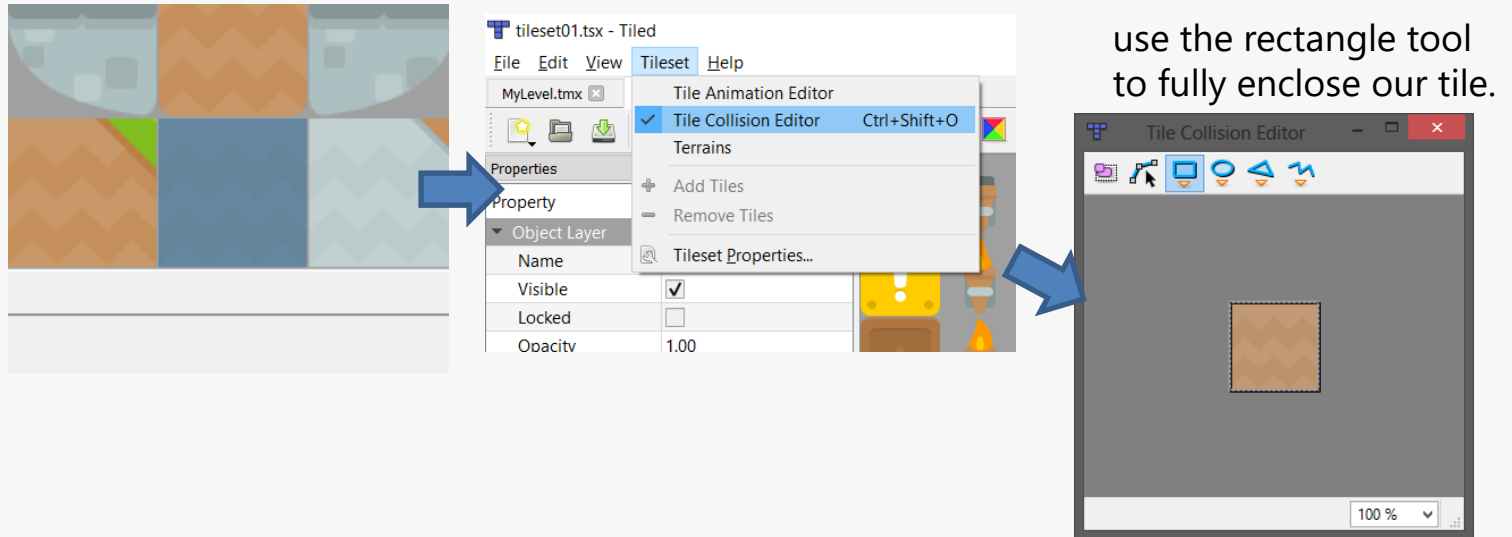 tileset01.tsx - Tiled
File Edit View Tileset Help
MyLevel.tmx
Tile Animation Editor
Tile Collision Editor Ctrl+Shift+O
Terrains
Add Tiles
Remove Tiles
Tileset Properties...
Properties
Property
Object Layer
Name
Visible
Locked
Opacity 1.00
use the rectangle tool
to fully enclose our tile.
Tile Collision Editor
100 %